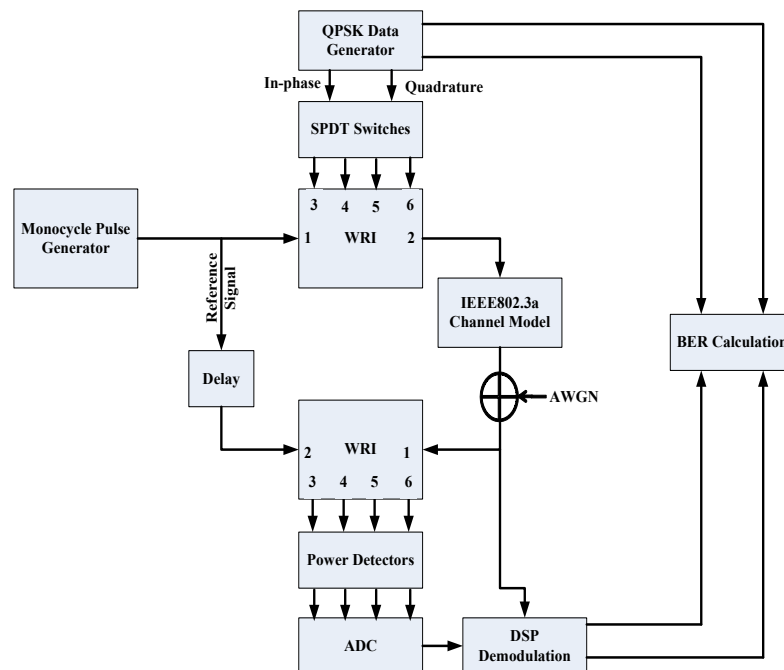 QPSK Data
Generator
In-phase
Quadrature
SPDT Switches
3 4 5 6
1 WRI 2
Monocycle Pulse
Generator
Reference
Signal
IEEE802.3a
Channel Model
BER Calculation
Delay
AWGN
2 WRI 1
3 4 5 6
Power Detectors
ADC
DSP
Demodulation